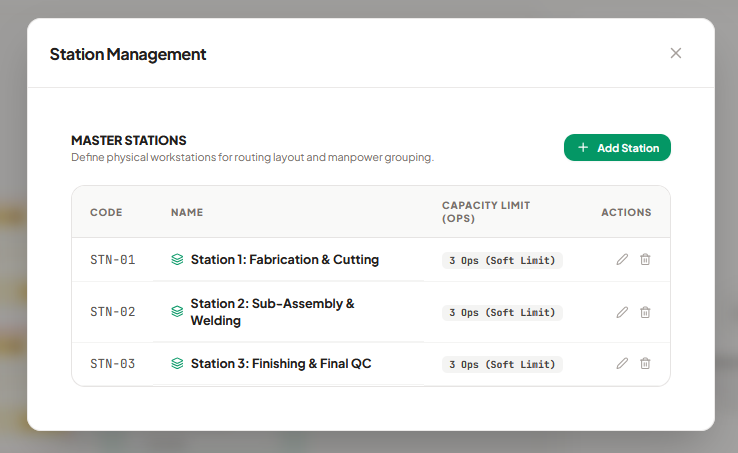 Station Management
MASTER STATIONS
Define physical workstations for routing layout and manpower grouping.
Add Station
CODE NAME CAPACITY LIMIT (OPS) ACTIONS
STN-01 Station 1: Fabrication & Cutting 3 Ops (Soft Limit)
STN-02 Station 2: Sub-Assembly & Welding 3 Ops (Soft Limit)
STN-03 Station 3: Finishing & Final QC 3 Ops (Soft Limit)